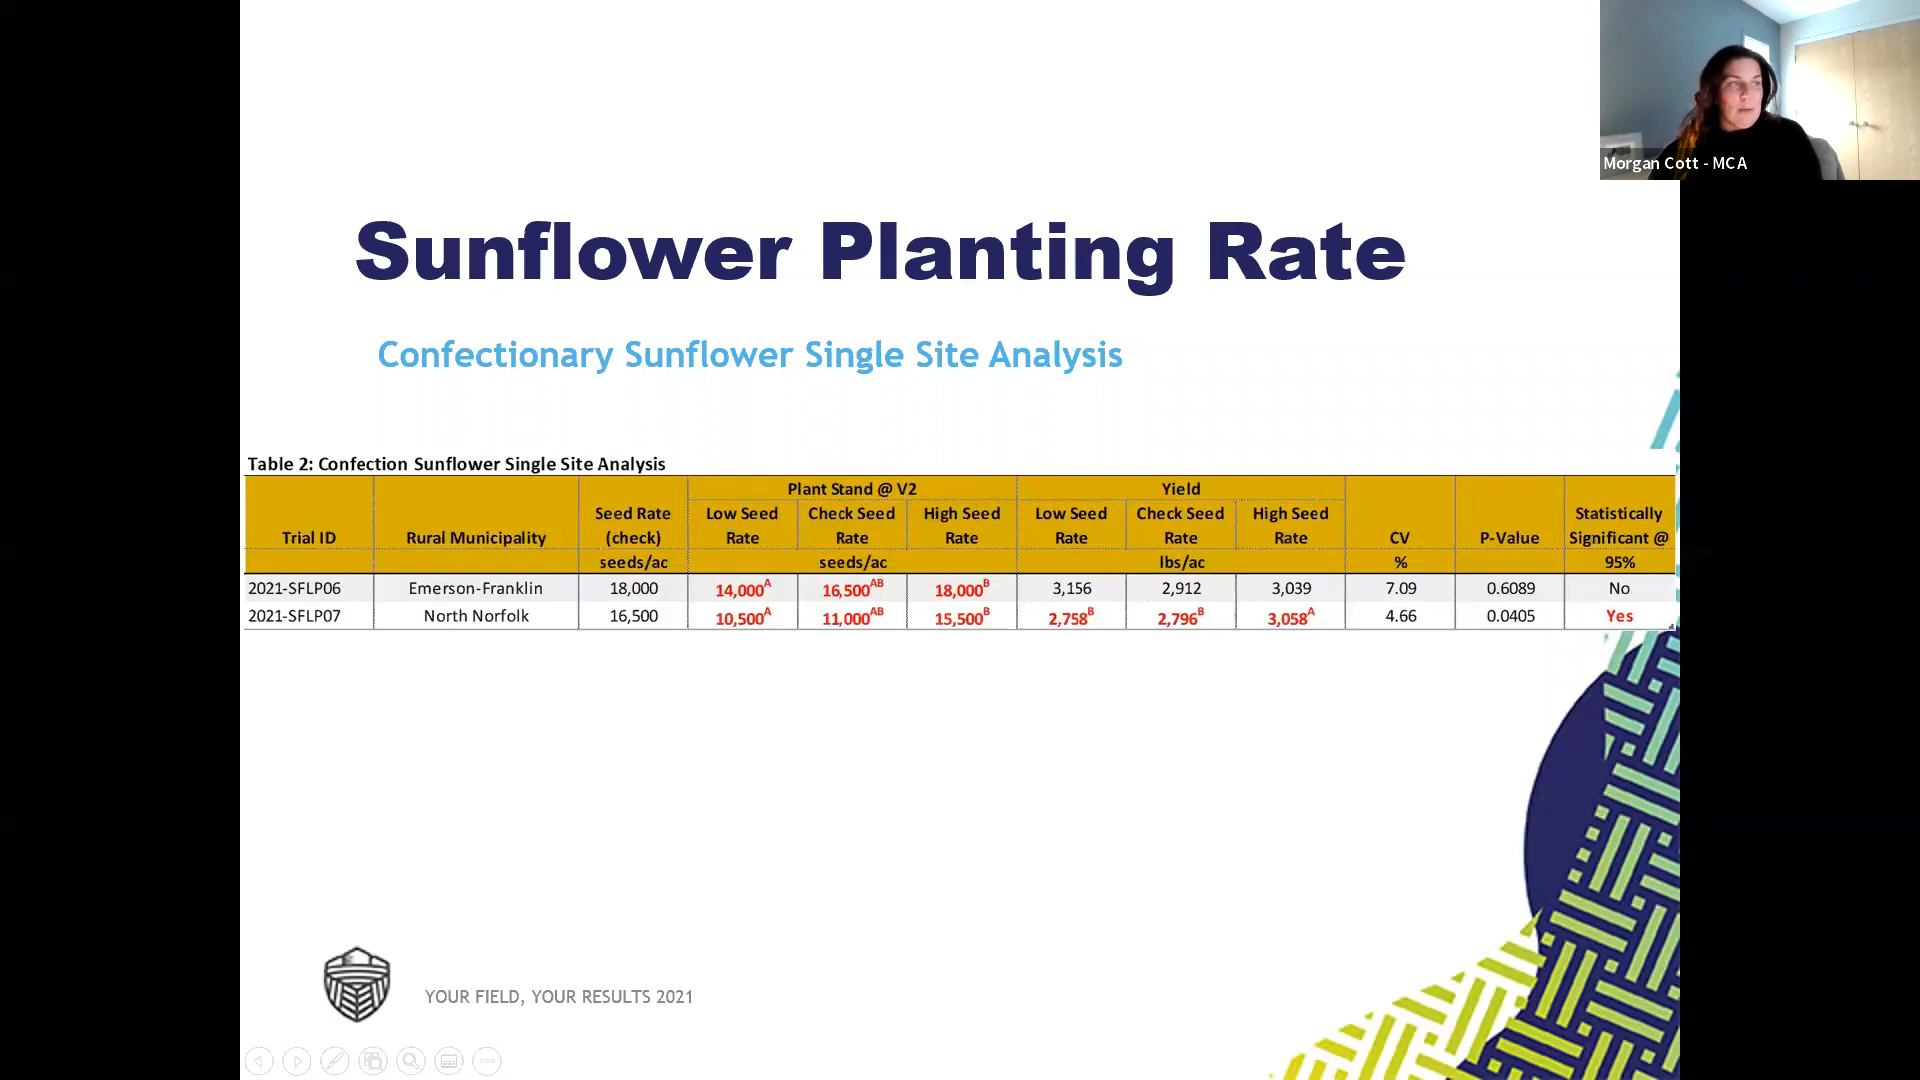 Morgan Cott - MCA
Sunflower Planting Rate
Confectionary Sunflower Single Site Analysis
Table 2: Confection Sunflower Single Site Analysis
Plant Stand @ V2 Yield
Seed Rate Low Seed Check Seed High Seed Low Seed Check Seed High Seed Statistically
Trial ID Rural Municipality (check) Rate Rate Rate Rate Rate Rate CV P-Value Significant @
seeds/ac seeds/ac lbs/ac % 95%
2021-SFLP06 Emerson-Franklin 18,000 14,000A 16,500AB 18,000B 3,156 2,912 3,039 7.09 0.6089 No
2021-SFLP07 North Norfolk 16,500 10,500A 11,000AB 15,500B 2,758B 2,796B 3,058A 4.66 0.0405 Yes
YOUR FIELD, YOUR RESULTS 2021